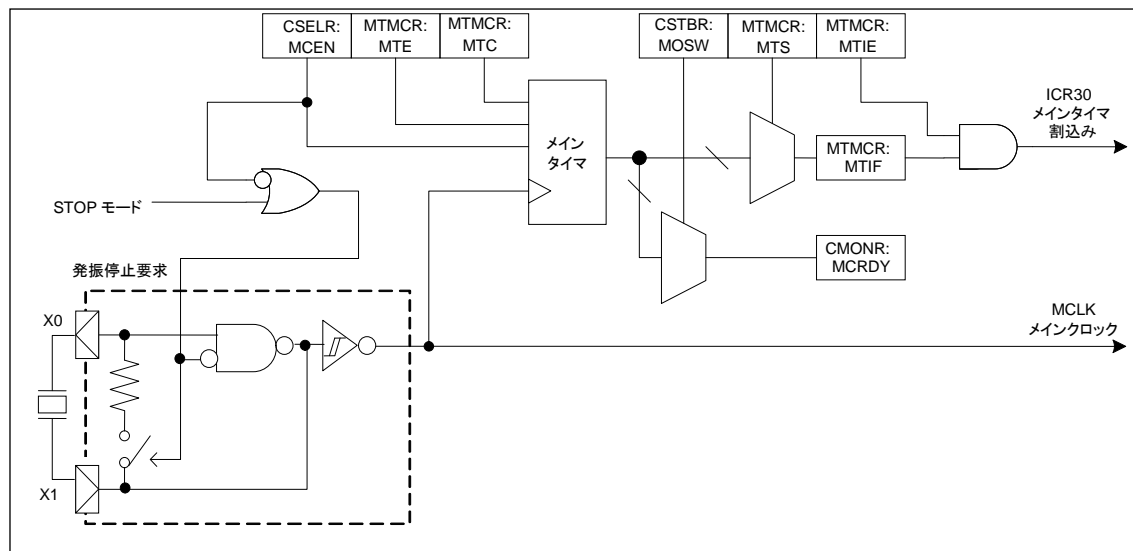 CSELR:
MCEN
MTMCR:
MTE
MTMCR:
MTC
CSTBR:
MOSW
MTMCR:
MTS
MTMCR:
MTIE
ICR30
メインタイマ
割込み
メイン
タイマ
MTMCR:
MTIF
STOP モード
CMONR:
MCRDY
発振停止要求
X0
MCLK
メインクロック
X1